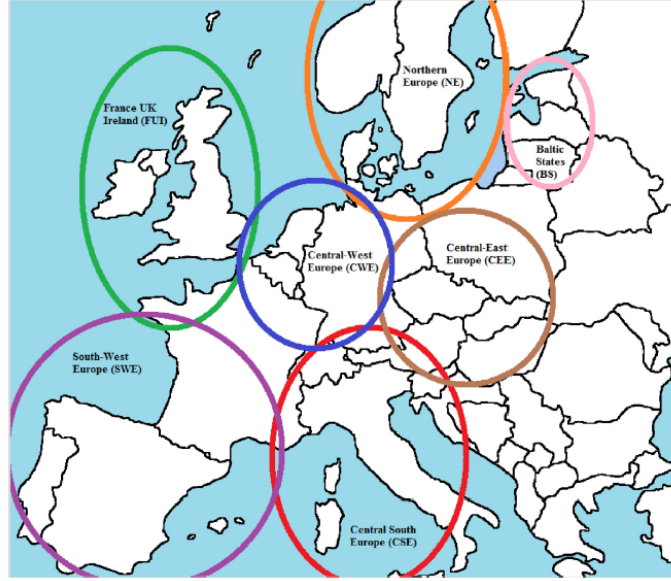 Northern
Europe (NE)
France UK
Ireland (FUI)
Baltic
States
(BS)
Central-West
Europe (CWE)
Central-East
Europe (CEE)
South-West
Europe (SWE)
Central South
Europe (CSE)